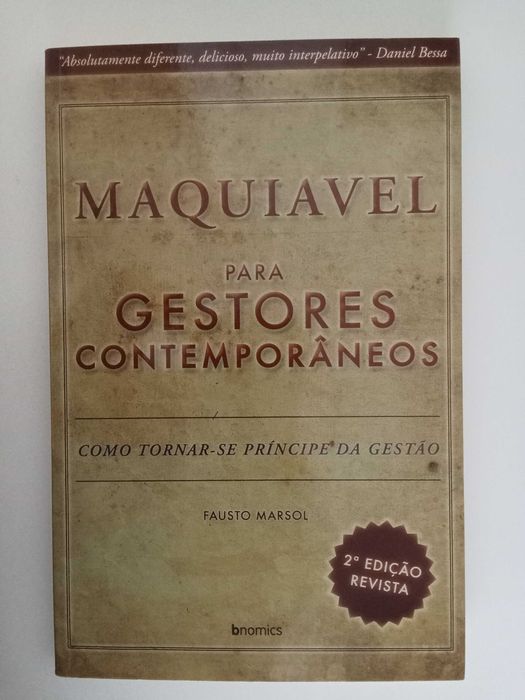 "Absolutamente diferente, delicioso, muito interpelativo" - Daniel Bessa
MAQUIAVEL
PARA
GESTORES
CONTEMPORÂNEOS
COMO TORNAR-SE PRÍNCIPE DA GESTÃO
FAUSTO MARSOL
2ª EDIÇÃO
REVISTA
bnomics